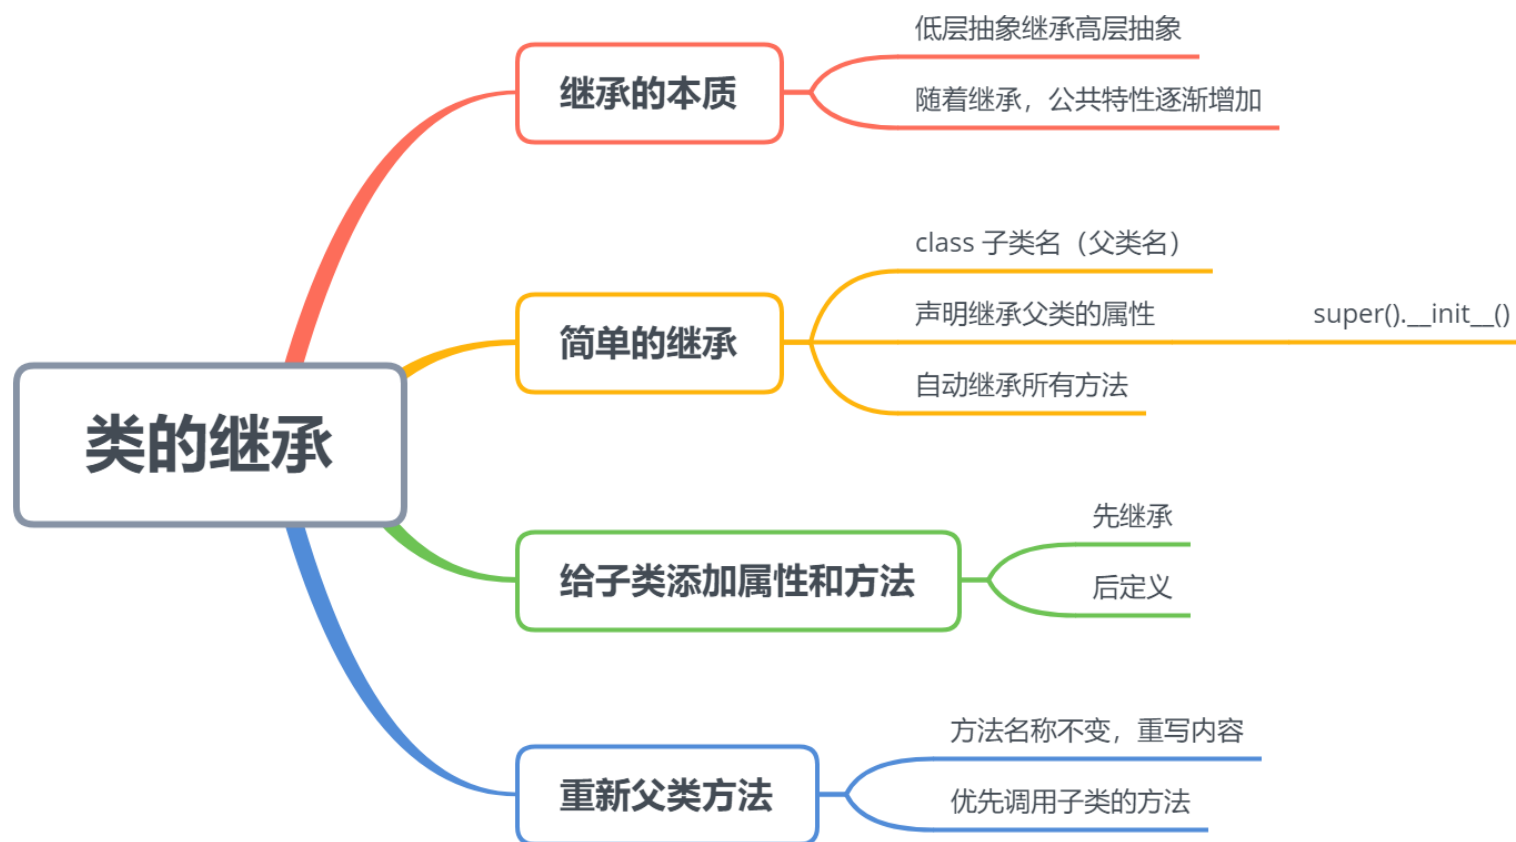 类的继承
继承的本质
低层抽象继承高层抽象
随着继承，公共特性逐渐增加
简单的继承
class 子类名（父类名）
声明继承父类的属性
super().__init__()
自动继承所有方法
给子类添加属性和方法
先继承
后定义
重新父类方法
方法名称不变，重写内容
优先调用子类的方法